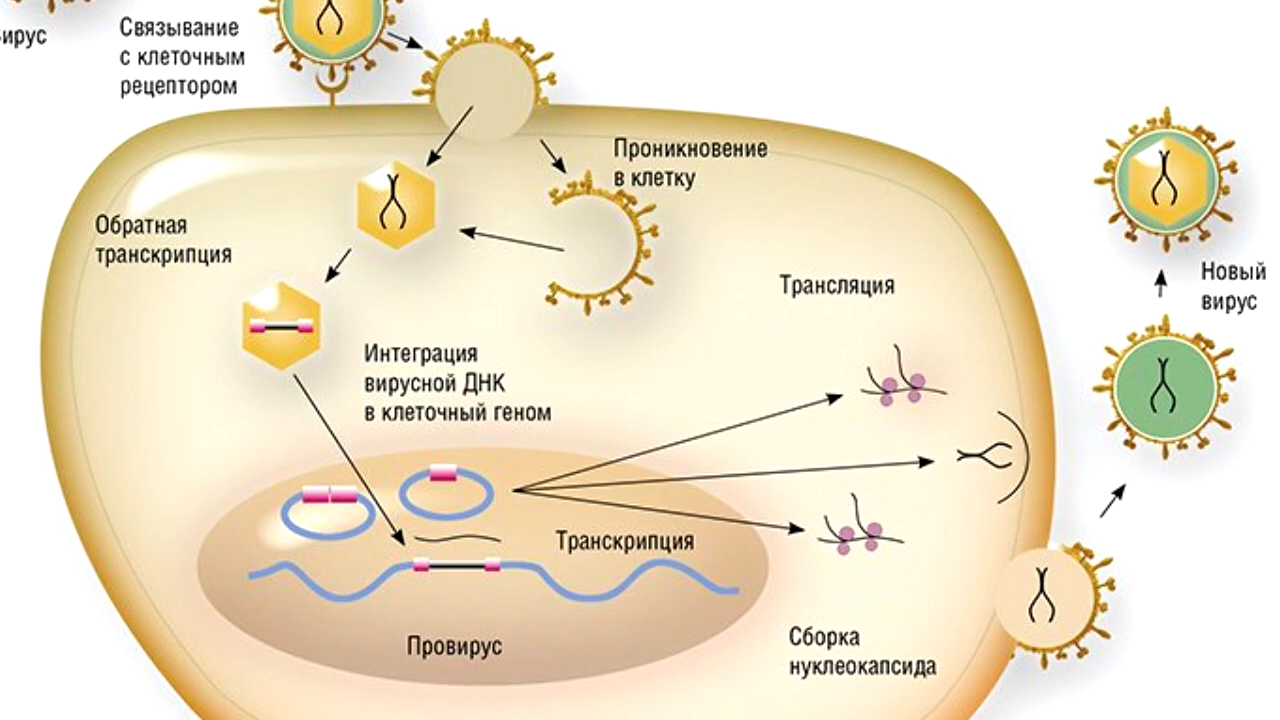 Связывание
с клеточным
рецептором
Проникновение
в клетку
Обратная
транскрипция
Трансляция
Новый
вирус
Интеграция
вирусной ДНК
в клеточный геном
Транскрипция
Провирус
Сборка
нуклеокапсида